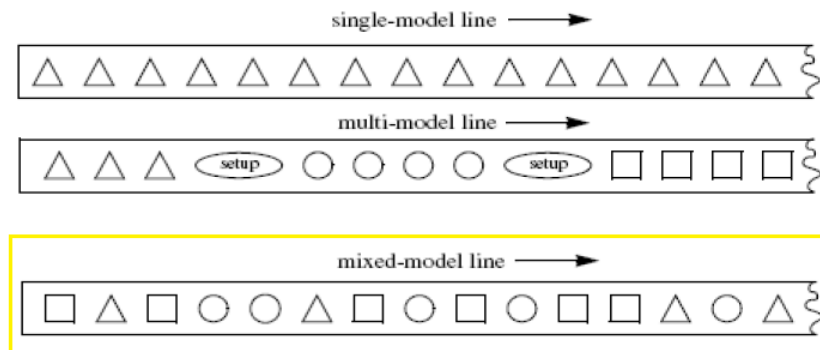 single-model line
multi-model line
setup setup
mixed-model line